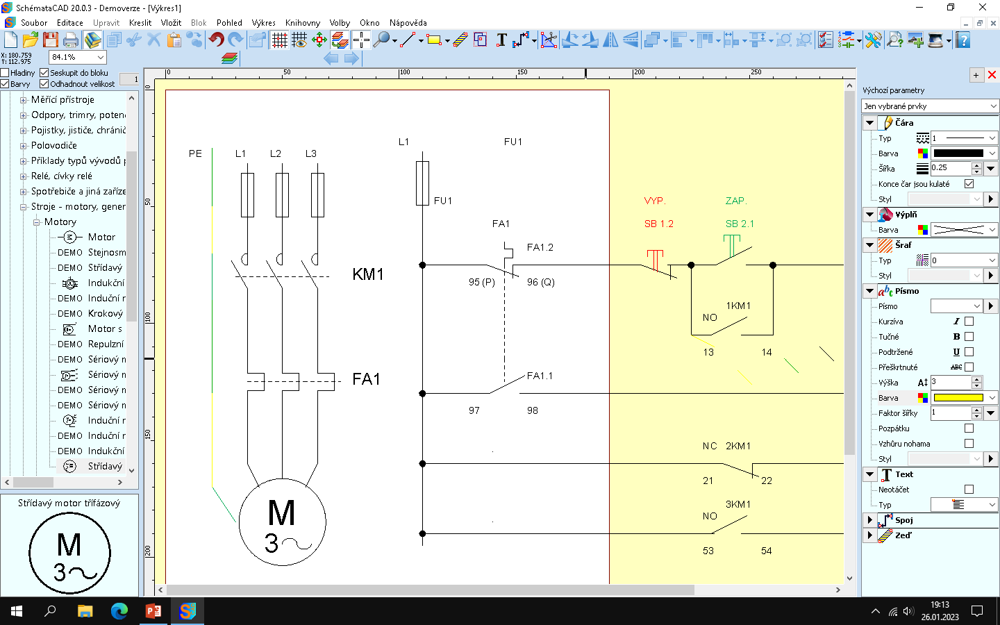 SchémataCAD 20.0.3 - Demoverze - [Výkres1]
Soubor Editace Upravit Kreslit Vložit Blok Pohled Výkres Knihovny Volby Okno Nápověda
X: 180.759
Y: 112.975
84.1%
Hladiny Seskupit do bloku
Barvy Odhadnout velikost 1
Měřící přístroje
Odpory, trimry, poten
Pojistky, jističe, chránič
Polovodiče
Příklady typů vývodů p
Relé, cívky relé
Spotřebiče a jiná zaříze
Stroje - motory, gener
Motory
Motor
DEMO Stejnosm
DEMO Střídavý
Indukční
DEMO Induční r
DEMO Krokový
Motor s
DEMO Repulzní
DEMO Sériový m
Sériový m
DEMO Sériový m
DEMO Sériový m
Induční r
DEMO Induční r
DEMO Indukční
Střídavý
Střídavý motor třífázový
M
3
0 50 100 150 200 250
0
50
100
150
200
PE L1 L2 L3
KM1
FA1
M
3
L1 FU1
FU1
FA1
FA1.2
95 (P) 96 (Q)
FA1.1
97 98
VYP. ZAP.
SB 1.2 SB 2.1
1KM1
NO
13 14
NC 2KM1
21 22
3KM1
NO
53 54
Výchozí parametry
Jen vybrané prvky
Čára
Typ 1
Barva
Šířka 0.25
Konce čar jsou kulaté
Styl
Výplň
Barva
Šraf
Typ 0
Styl
abc Písmo
Písmo
Kurzíva I
Tučné B
Podtržené U
Přeškrtnuté ABC
Výška A 3
Barva
Faktor šířky 1
Pozpátku
Vzhůru nohama
Styl
T Text
Neotáčet
Typ
Spoj
Zeď
19:13
26.01.2023